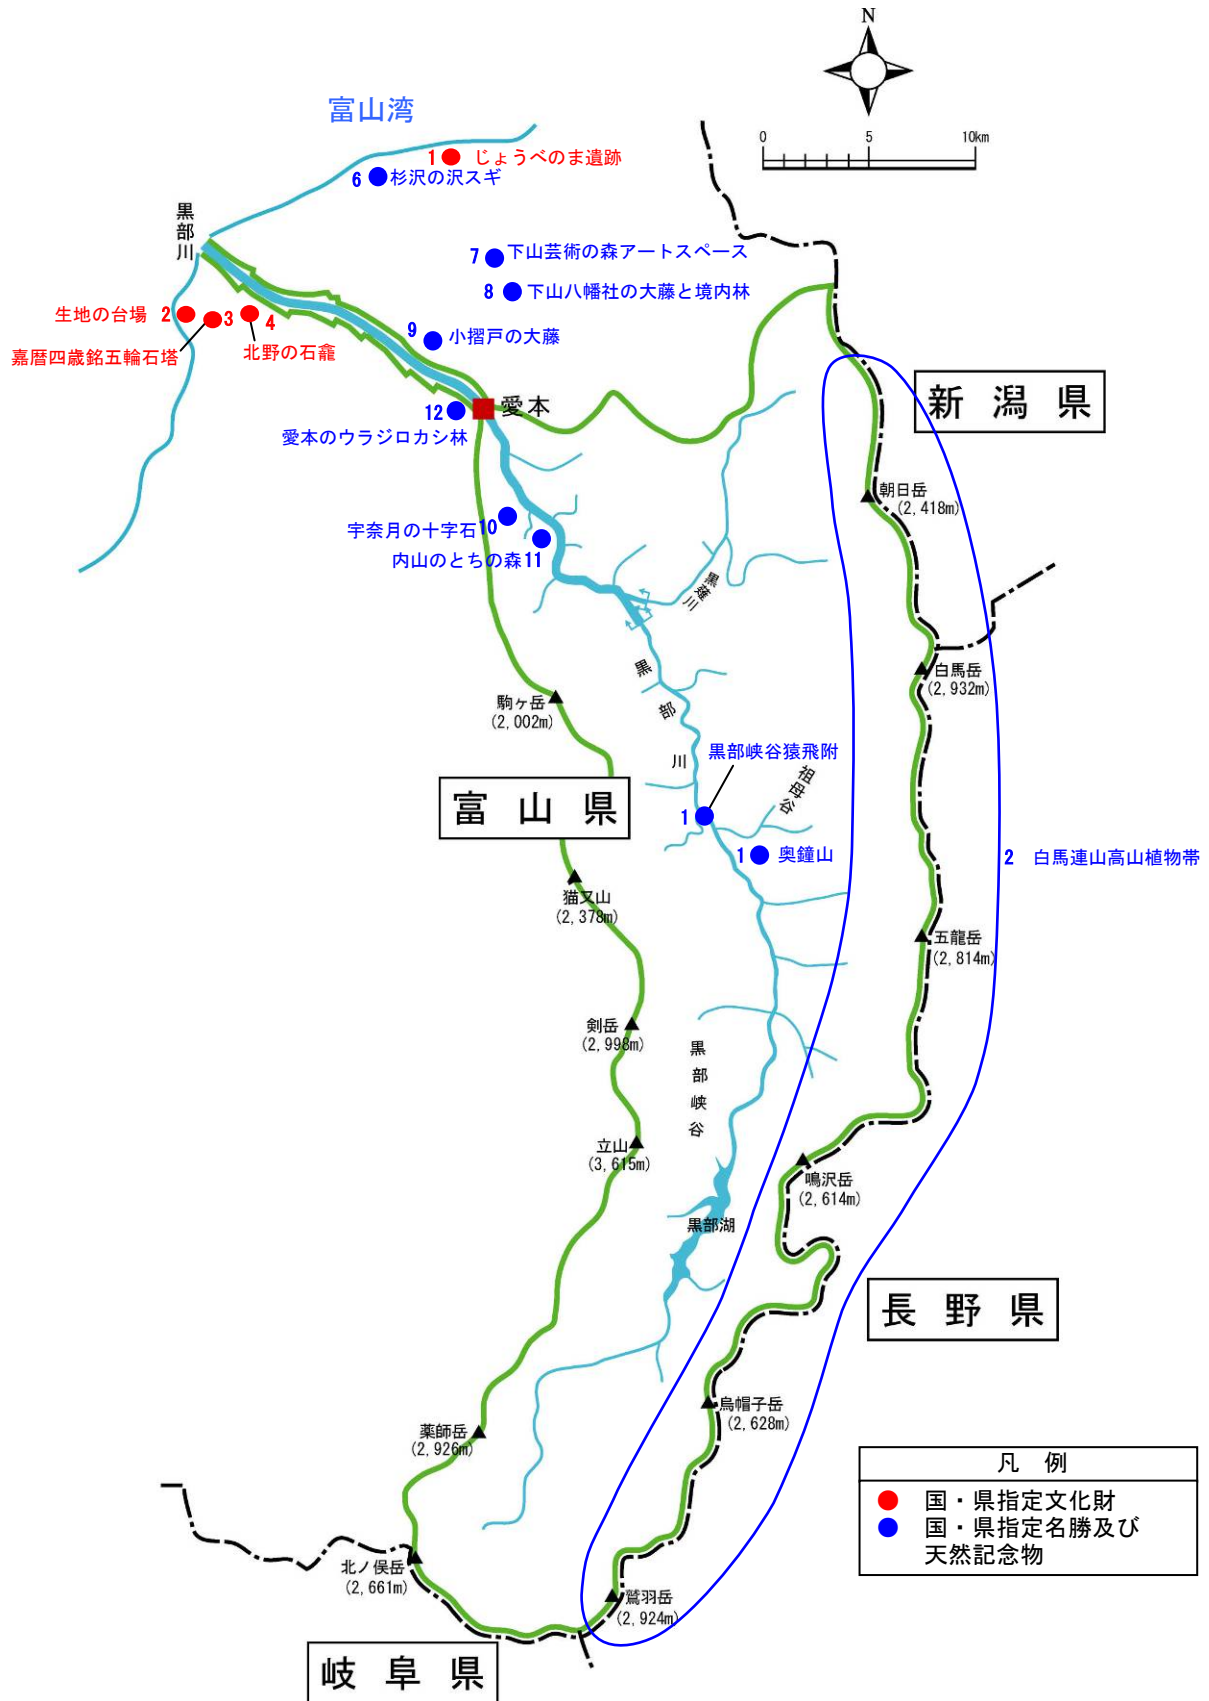 N
富山湾
0 5 10km
1 じょうべのま遺跡
6 杉沢の沢スギ
黒部川
7 下山芸術の森アートスペース
8 下山八幡社の大藤と境内林
生地の台場 2
3
4
嘉暦四歳銘五輪石塔
北野の石龕
9 小摺戸の大藤
新潟県
12
愛本
愛本のウラジロカシ林
朝日岳
(2,418m)
宇奈月の十字石 10
内山のとちの森 11
黒薙川
白馬岳
(2,932m)
黒部川
駒ヶ岳
(2,002m)
黒部峡谷猿飛附
祖母谷
富山県
1
1 奥鐘山
2 白馬連山高山植物帯
猫又山
(2,378m)
五龍岳
(2,814m)
剣岳
(2,998m)
黒部峡谷
立山
(3,615m)
鳴沢岳
(2,614m)
黒部湖
長野県
烏帽子岳
(2,628m)
薬師岳
(2,926m)
凡例
国・県指定文化財
国・県指定名勝及び
天然記念物
北ノ俣岳
(2,661m)
鷲羽岳
(2,924m)
岐阜県